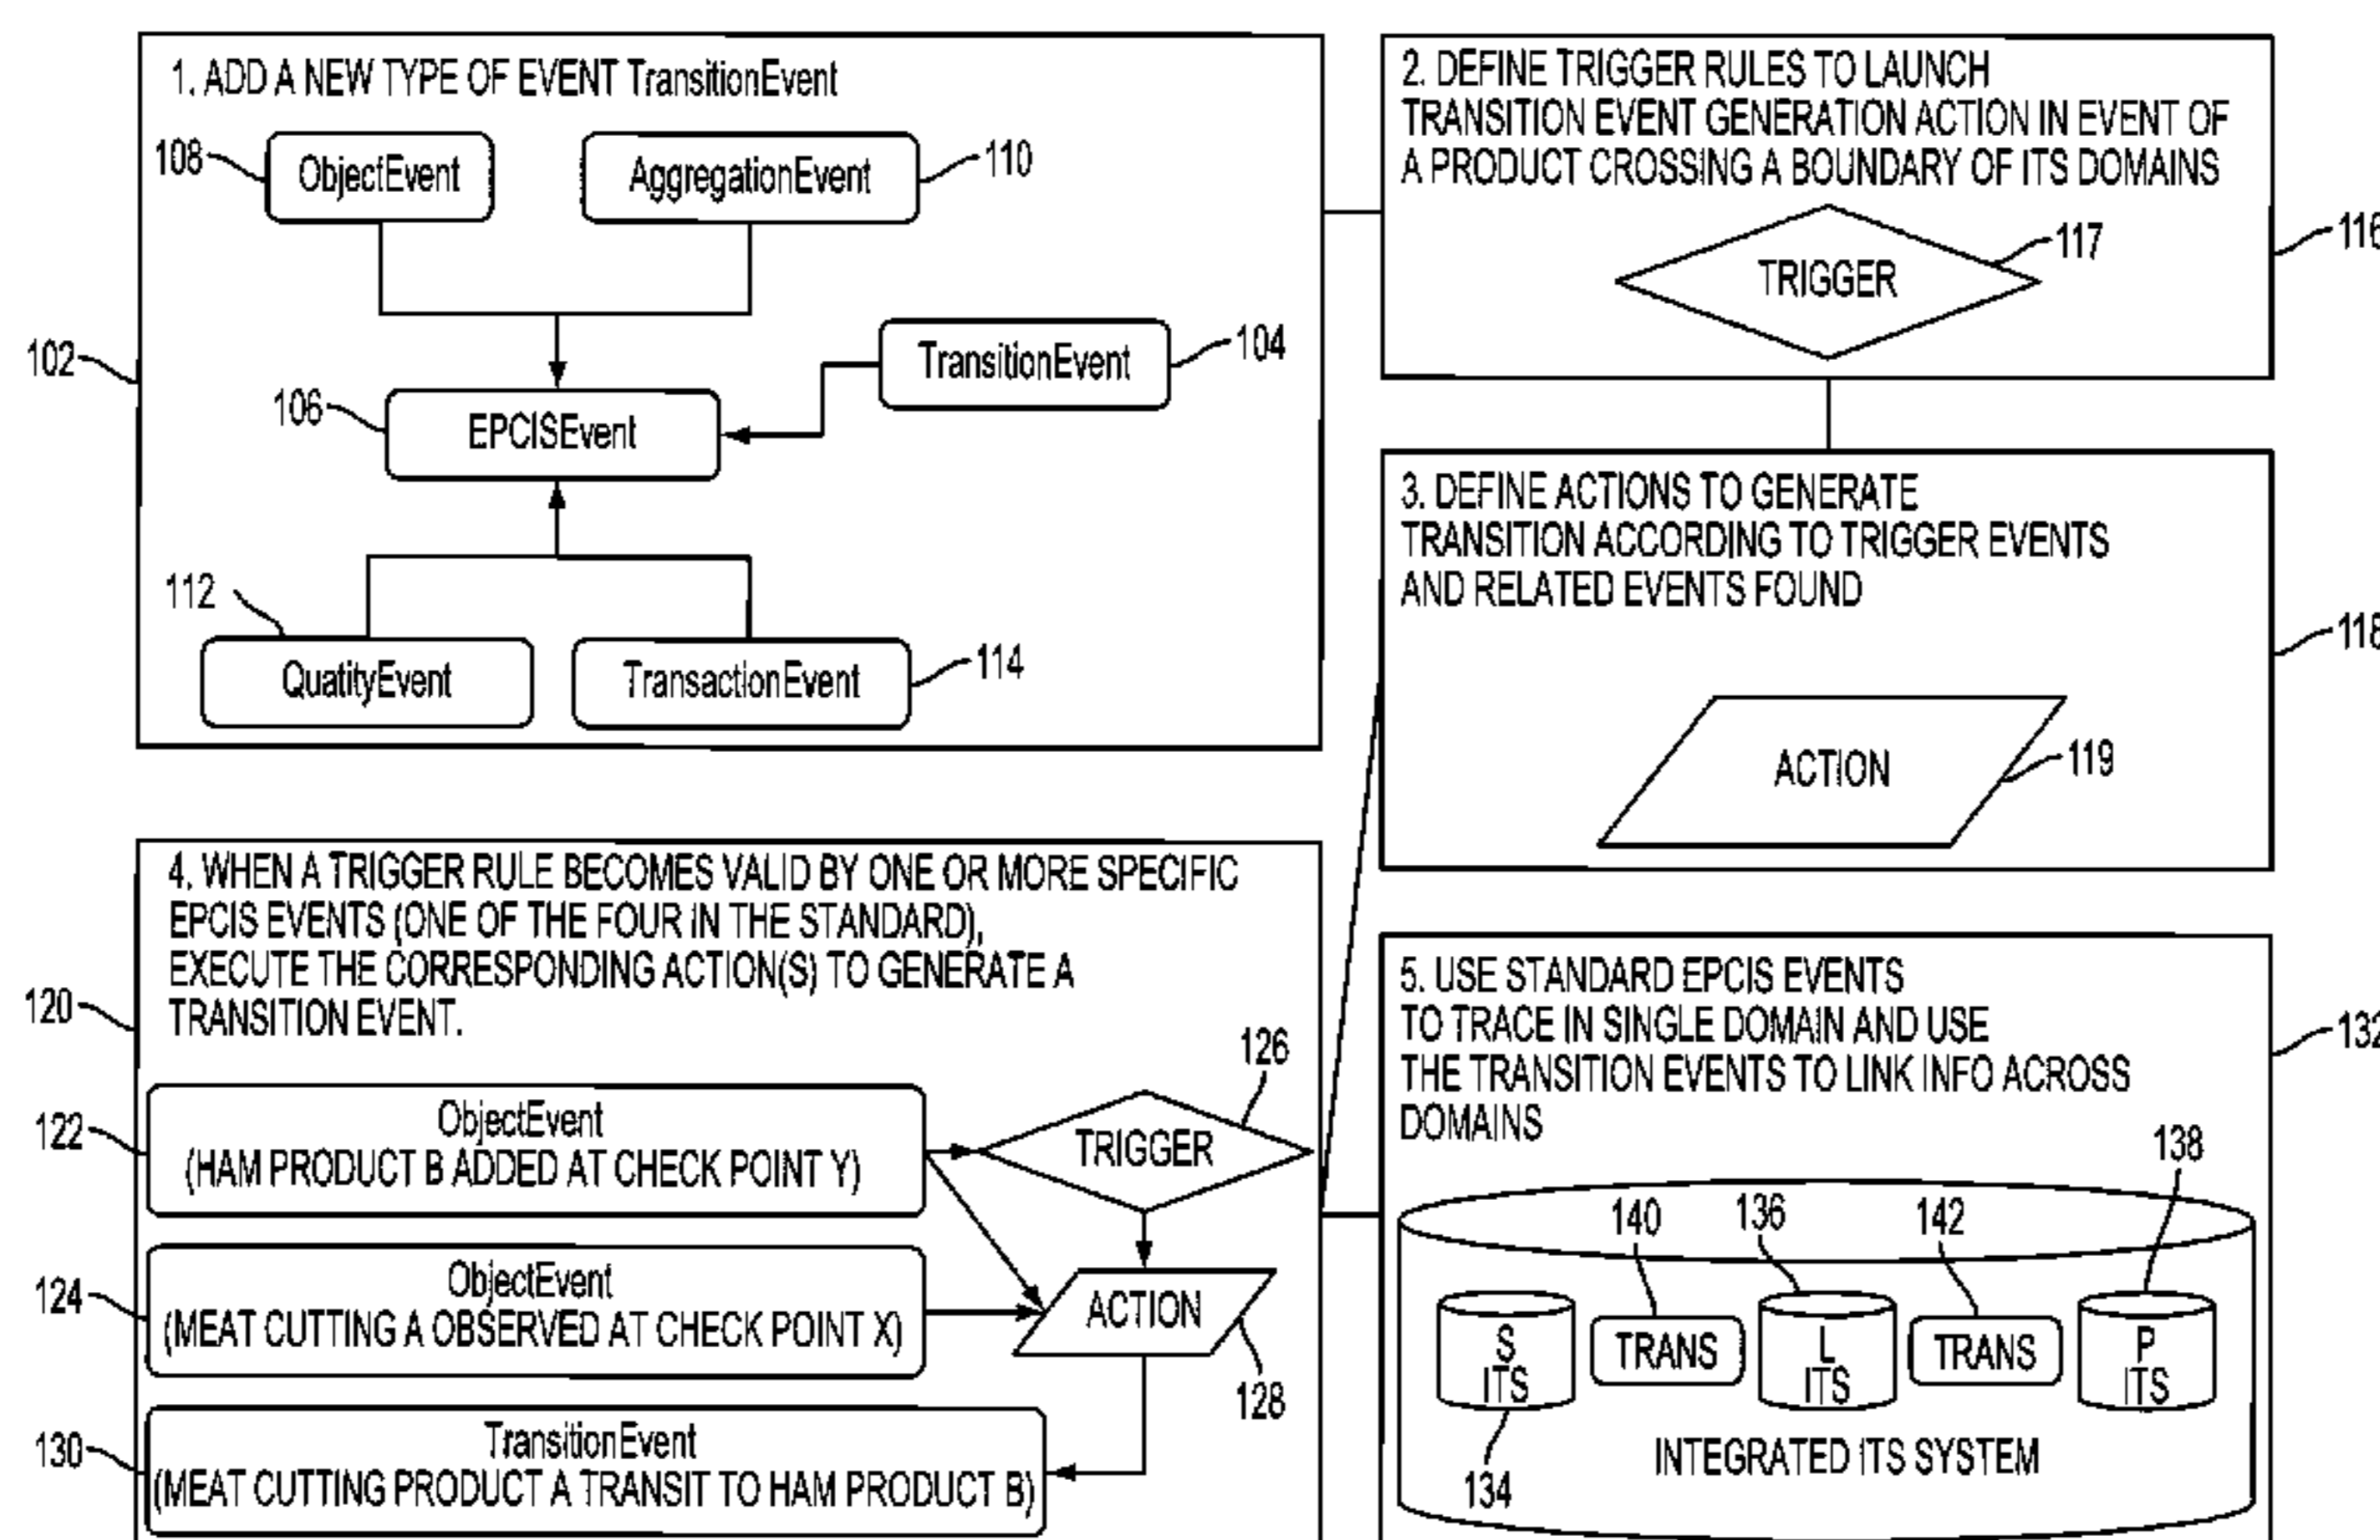 1. ADD A NEW TYPE OF EVENT TransitionEvent
108
ObjectEvent
AggregationEvent
110
102
106
EPCISEvent
TransitionEvent
104
112
QuatityEvent
TransactionEvent
114
2. DEFINE TRIGGER RULES TO LAUNCH
TRANSITION EVENT GENERATION ACTION IN EVENT OF
A PRODUCT CROSSING A BOUNDARY OF ITS DOMAINS
TRIGGER
117
116
3. DEFINE ACTIONS TO GENERATE
TRANSITION ACCORDING TO TRIGGER EVENTS
AND RELATED EVENTS FOUND
ACTION
119
118
4. WHEN A TRIGGER RULE BECOMES VALID BY ONE OR MORE SPECIFIC
EPCIS EVENTS (ONE OF THE FOUR IN THE STANDARD),
EXECUTE THE CORRESPONDING ACTION(S) TO GENERATE A
TRANSITION EVENT.
120
122
ObjectEvent
(HAM PRODUCT B ADDED AT CHECK POINT Y)
TRIGGER
126
124
ObjectEvent
(MEAT CUTTING A OBSERVED AT CHECK POINT X)
ACTION
128
130
TransitionEvent
(MEAT CUTTING PRODUCT A TRANSIT TO HAM PRODUCT B)
5. USE STANDARD EPCIS EVENTS
TO TRACE IN SINGLE DOMAIN AND USE
THE TRANSITION EVENTS TO LINK INFO ACROSS
DOMAINS
132
138
140
136
142
S
ITS
TRANS
L
ITS
TRANS
P
ITS
134
INTEGRATED ITS SYSTEM